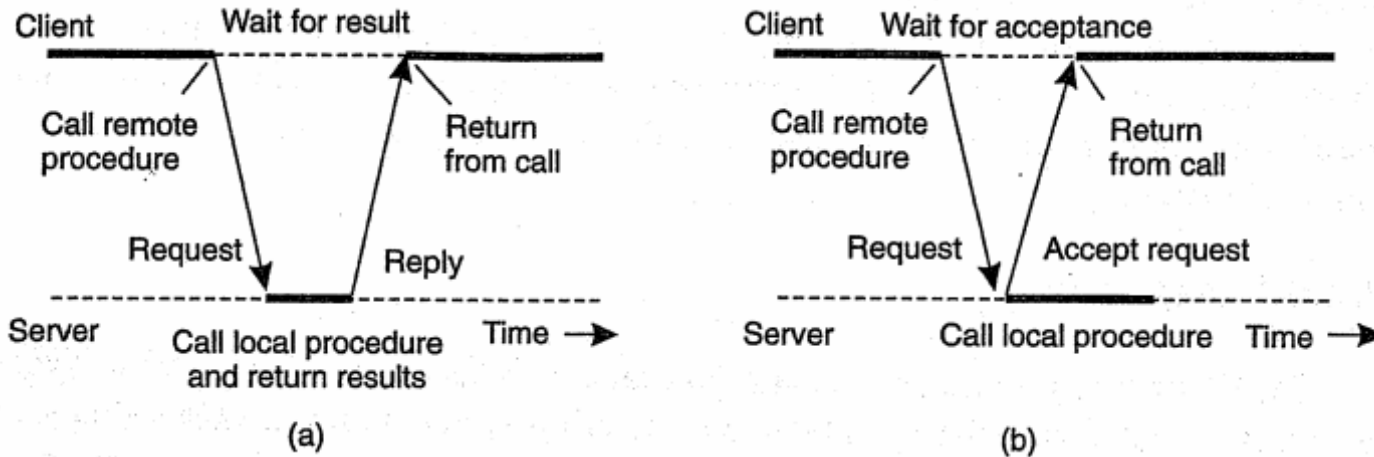 Client
Wait for result
Call remote
procedure
Return
from call
Request
Reply
Server
Call local procedure
and return results
Time
(a)
Client
Wait for acceptance
Call remote
procedure
Return
from call
Request
Accept request
Server
Call local procedure
Time
(b)